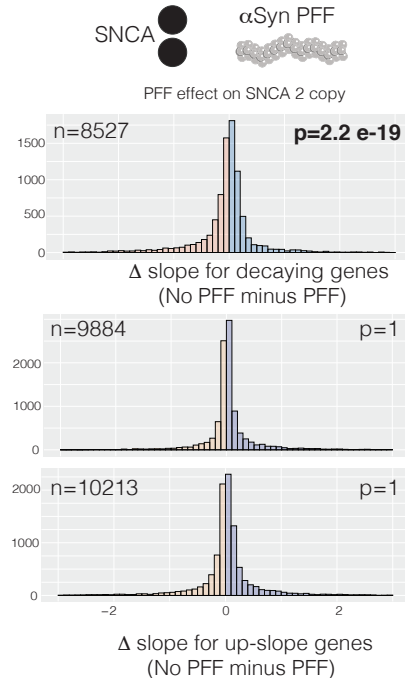 SNCA
αSyn PFF
PFF effect on SNCA 2 copy
n=8527 p=2.2 e-19
1500
1000
500
0
Δ slope for decaying genes
(No PFF minus PFF)
n=9884 p=1
2000
1000
0
n=10213 p=1
2000
1000
0
−2 0 2
Δ slope for up-slope genes
(No PFF minus PFF)